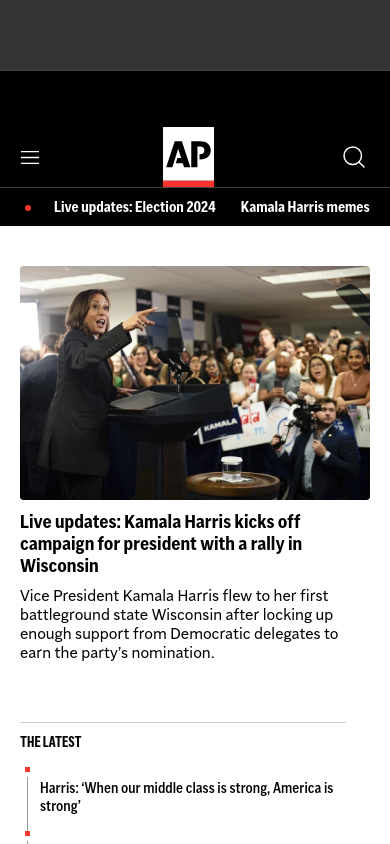 AP
Live updates: Election 2024
Kamala Harris memes
KAMALA
Live updates: Kamala Harris kicks off
campaign for president with a rally in
Wisconsin
Vice President Kamala Harris flew to her first
battleground state Wisconsin after locking up
enough support from Democratic delegates to
earn the party’s nomination.
THE LATEST
Harris: ‘When our middle class is strong, America is
strong’